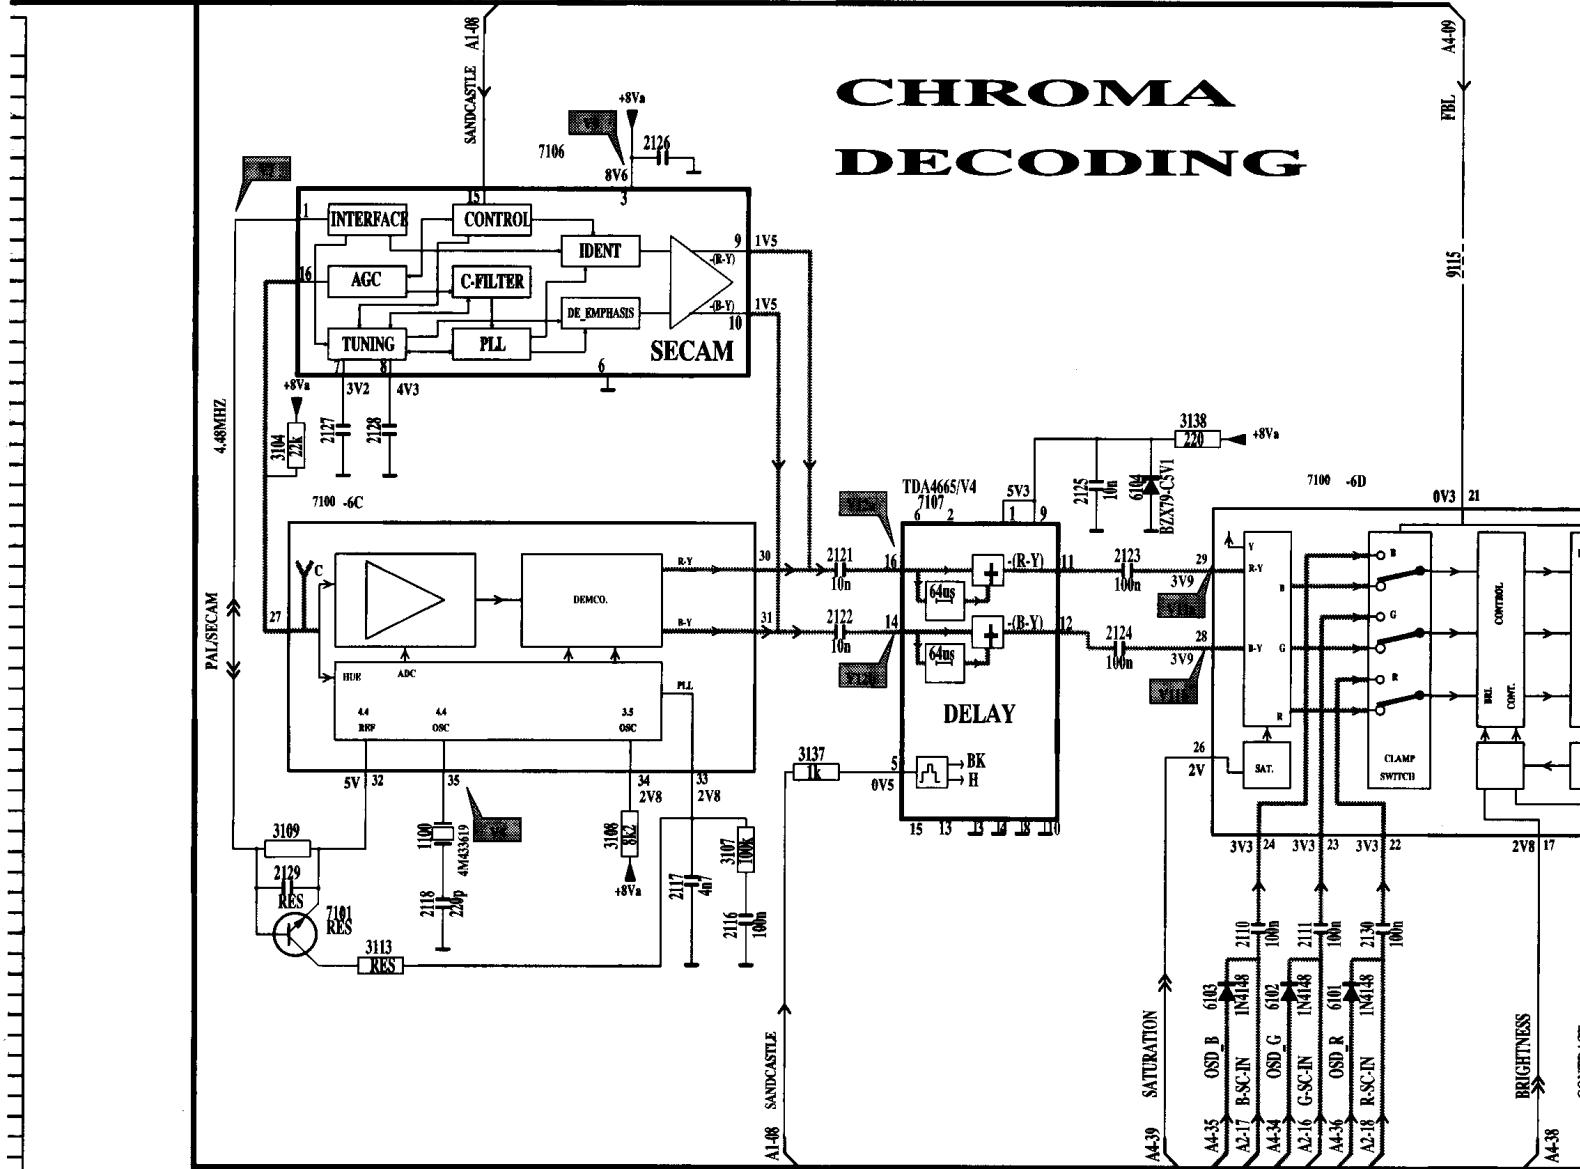 CHROMA
DECODING
SANDCASTLE A1-08
A4-09
FBL
9115
+8Va
7106
2126
8V6
3
15
1
INTERFACE
CONTROL
IDENT
9
1V5
-(R-Y)
16
AGC
C-FILTER
DE_EMPHASIS
-(B-Y)
1V5
10
TUNING
PLL
SECAM
7
8
6
+8Va
3V2
4V3
3104
22k
2127
2128
4.48MHZ
PAL/SECAM
7100 -6C
C
27
DEMCO.
R-Y
30
B-Y
31
HUE
ADC
PLL
4.4
REF
4.4
OSC
3.5
OSC
5V
32
35
34
2V8
33
2V8
3109
2129
RES
7101
RES
3113
RES
1100
4M433619
2118
220p
3108
8k2
+8Va
2117
4n7
3107
100k
2116
100n
2121
10n
2122
10n
TDA4665/V4
7107
6
2
1
9
5V3
16
14
-(R-Y)
11
64us
-(B-Y)
12
64us
DELAY
5
0V5
BK
H
15
13
3
4
8
10
3137
1k
SANDCASTLE
A1-08
3138
220
+8Va
2125
10n
6104
BZX79-C5V1
2123
100n
2124
100n
29
3V9
28
3V9
7100 -6D
0V3
21
Y
R-Y
B-Y
B
G
R
B
G
R
SAT.
26
2V
CLAMP
SWITCH
CONTROL
BRI.
CONT.
3V3
24
3V3
23
3V3
22
2V8
17
2110
100n
2111
100n
2130
100n
6103
1N4148
6102
1N4148
6101
1N4148
SATURATION
A4-39
OSD_B
A4-35
B-SC-IN
A2-17
OSD_G
A4-34
G-SC-IN
A2-16
OSD_R
A4-36
R-SC-IN
A2-18
BRIGHTNESS
A4-38